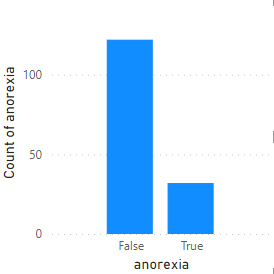 Count of anorexia
100
50
0
False True
anorexia